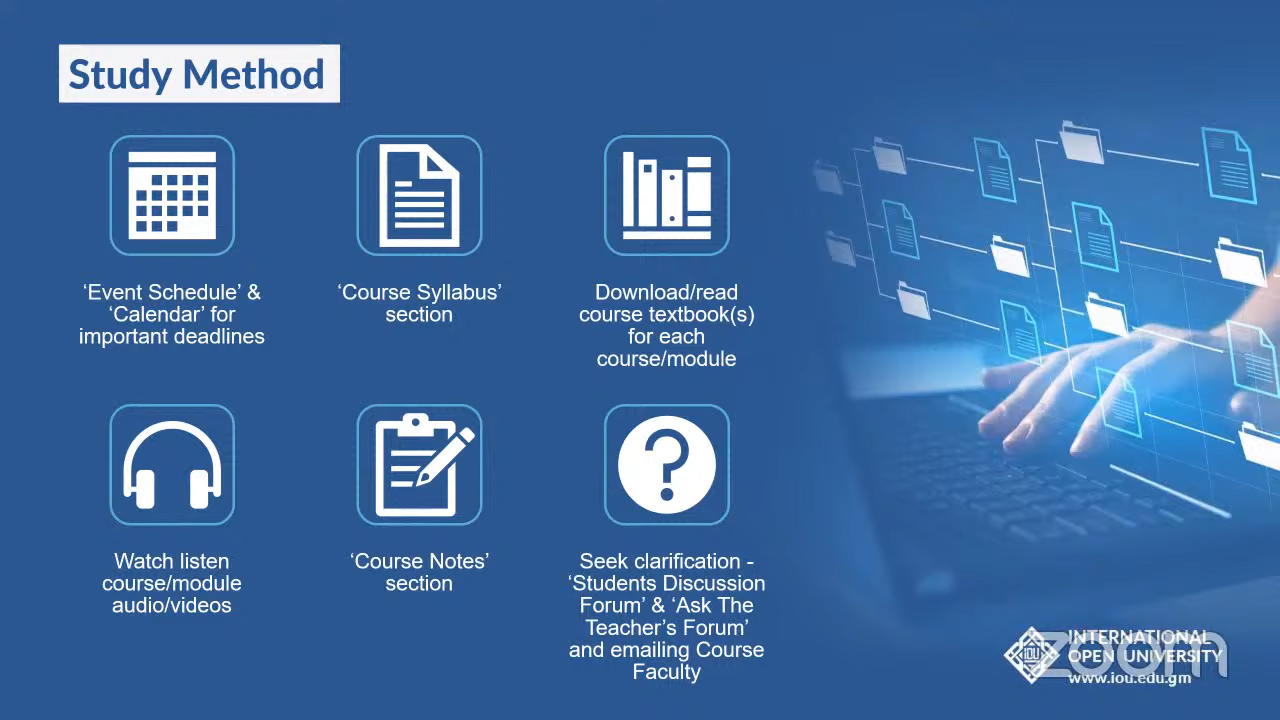 Study Method
‘Event Schedule’ &
‘Calendar’ for
important deadlines
‘Course Syllabus’
section
Download/read
course textbook(s)
for each
course/module
Watch listen
course/module
audio/videos
‘Course Notes’
section
Seek clarification -
‘Students Discussion
Forum’ & ‘Ask The
Teacher’s Forum’
and emailing Course
Faculty
IOU
INTERNATIONAL
OPEN UNIVERSITY
www.iou.edu.gm
zoom